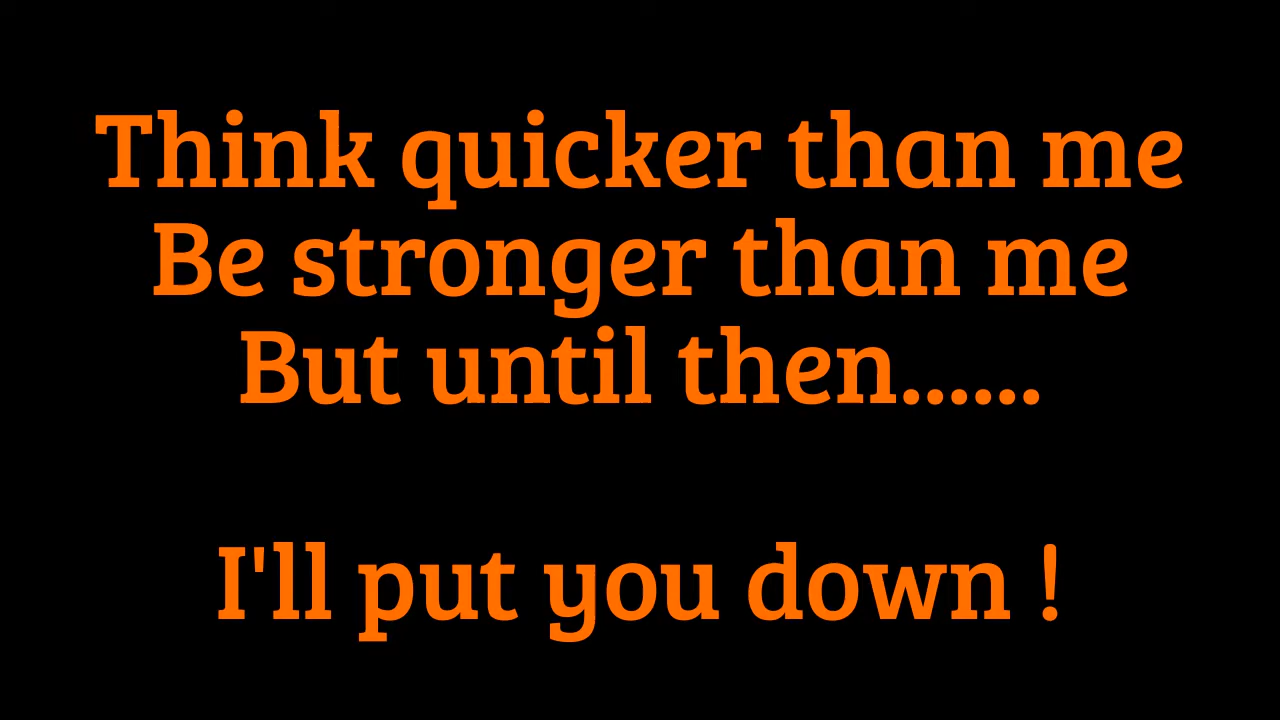 Think quicker than me
Be stronger than me
But until then......
I'll put you down !